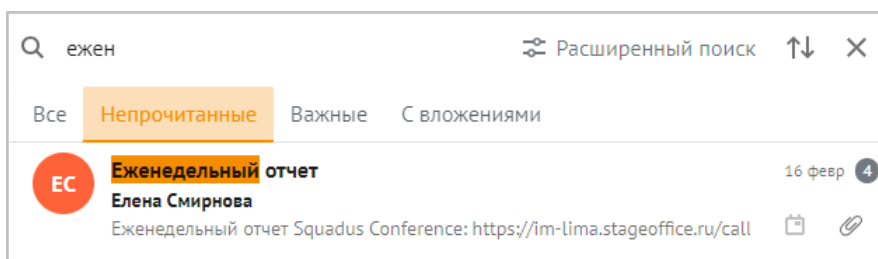 ежен Расширенный поиск
Все Непрочитанные Важные С вложениями
ЕС Еженедельный отчет 16 февр 4
Елена Смирнова
Еженедельный отчет Squadus Conference: https://im-lima.stageoffice.ru/call